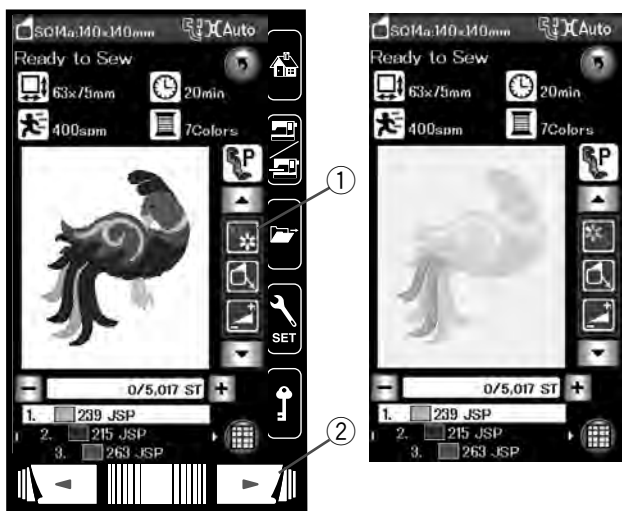 SQ14a:140×140mm Auto
Ready to Sew
63×75mm 20min
400spm 7Colors
P
0/5,017 ST
1. 239 JSP
2. 215 JSP
3. 263 JSP
SET
1
2
SQ14a:140×140mm Auto
Ready to Sew
63×75mm 20min
400spm 7Colors
P
0/5,017 ST
1. 239 JSP
2. 215 JSP
3. 263 JSP